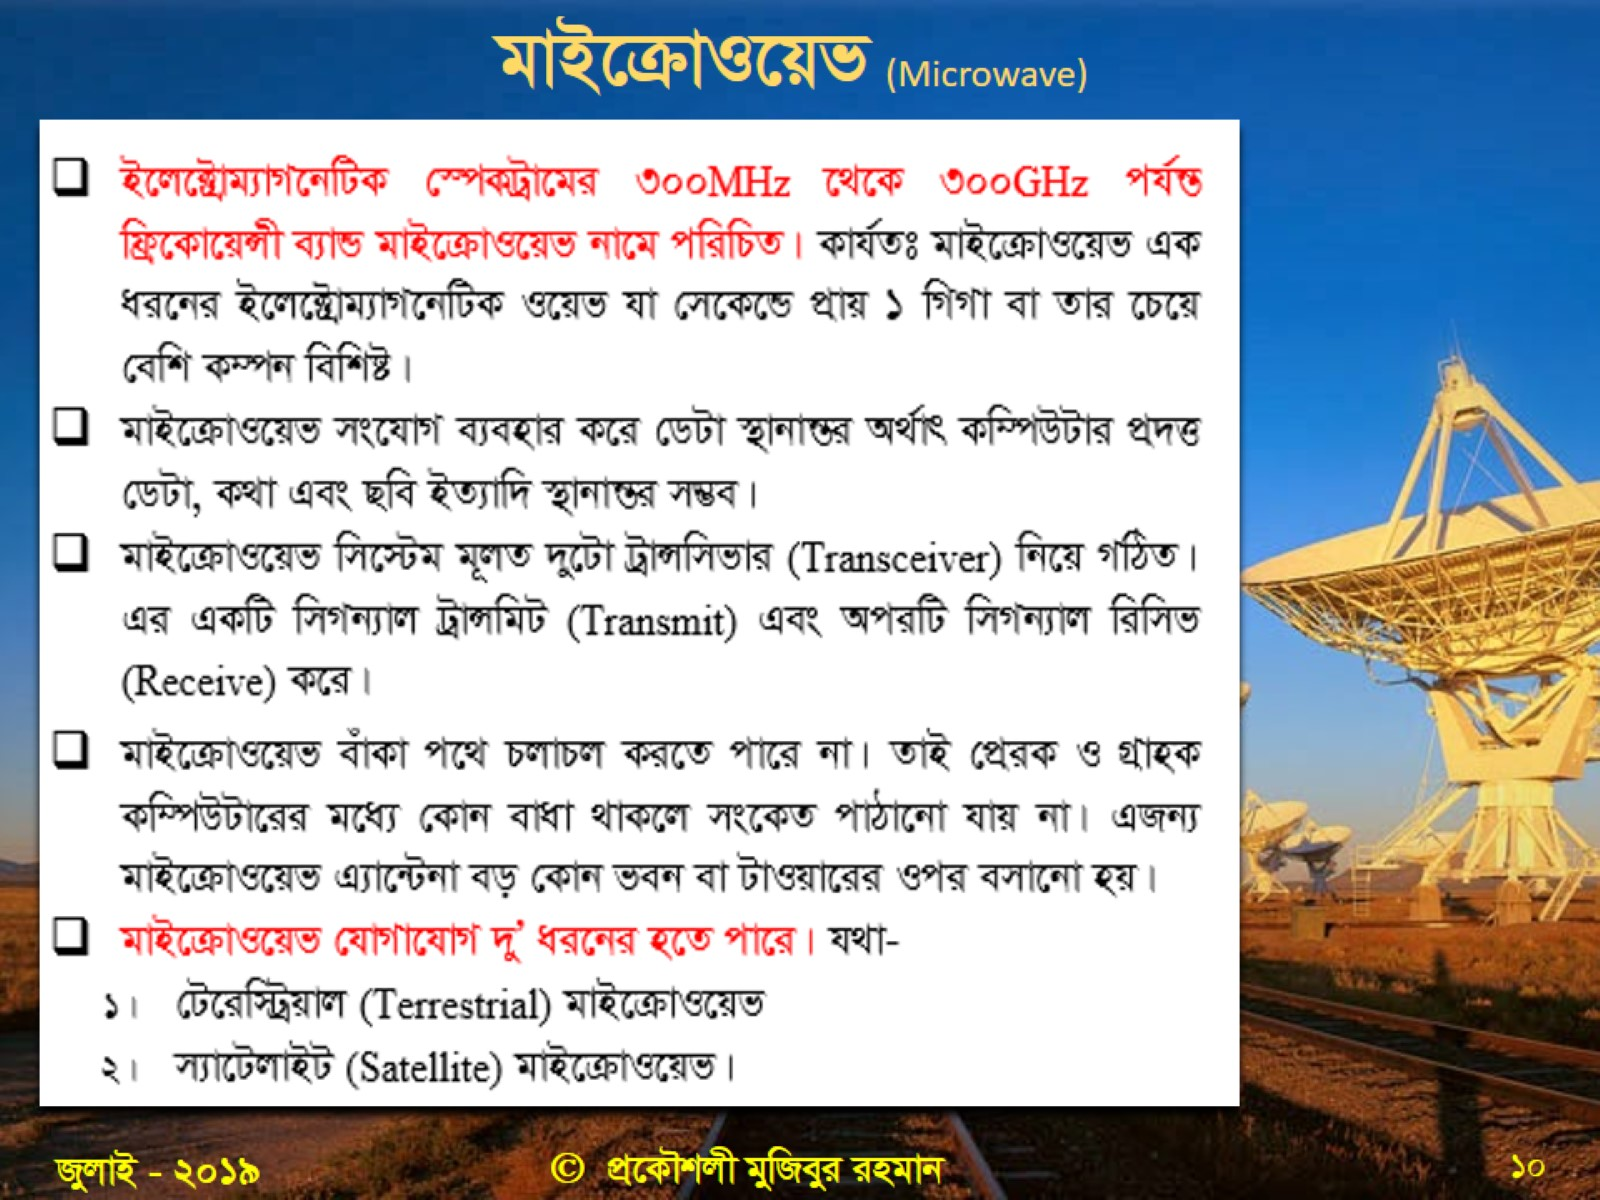 মাইক্রোওয়েভ (Microwave)
❑ ইলেক্ট্রোম্যাগনেটিক স্পেকট্রামের ৩০০MHz থেকে ৩০০GHz পর্যন্ত
ফ্রিকোয়েন্সী ব্যান্ড মাইক্রোওয়েভ নামে পরিচিত। কার্যতঃ মাইক্রোওয়েভ এক
ধরনের ইলেক্ট্রোম্যাগনেটিক ওয়েভ যা সেকেন্ডে প্রায় ১ গিগা বা তার চেয়ে
বেশি কম্পন বিশিষ্ট।
❑ মাইক্রোওয়েভ সংযোগ ব্যবহার করে ডেটা স্থানান্তর অর্থাৎ কম্পিউটার প্রদত্ত
ডেটা, কথা এবং ছবি ইত্যাদি স্থানান্তর সম্ভব।
❑ মাইক্রোওয়েভ সিস্টেম মূলত দুটো ট্রান্সসিভার (Transceiver) নিয়ে গঠিত।
এর একটি সিগন্যাল ট্রান্সমিট (Transmit) এবং অপরটি সিগন্যাল রিসিভ
(Receive) করে।
❑ মাইক্রোওয়েভ বাঁকা পথে চলাচল করতে পারে না। তাই প্রেরক ও গ্রাহক
কম্পিউটারের মধ্যে কোন বাধা থাকলে সংকেত পাঠানো যায় না। এজন্য
মাইক্রোওয়েভ এ্যান্টেনা বড় কোন ভবন বা টাওয়ারের ওপর বসানো হয়।
❑ মাইক্রোওয়েভ যোগাযোগ দু’ ধরনের হতে পারে। যথা-
১। টেরেস্ট্রিয়াল (Terrestrial) মাইক্রোওয়েভ
২। স্যাটেলাইট (Satellite) মাইক্রোওয়েভ।
জুলাই - ২০১৯ © প্রকৌশলী মুজিবুর রহমান ১০